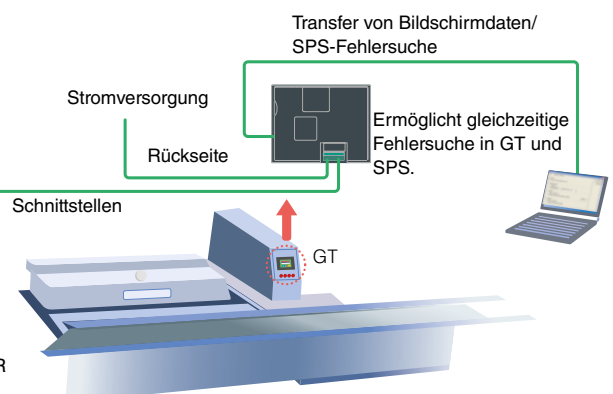 Transfer von Bildschirmdaten/
SPS-Fehlersuche
Stromversorgung
Ermöglicht gleichzeitige
Fehlersuche in GT und
SPS.
Rückseite
Schnittstellen
GT
R